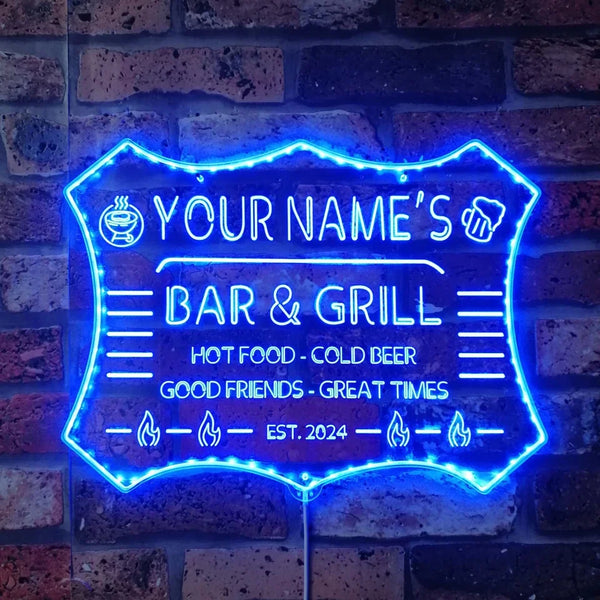 YOUR NAME'S
BAR & GRILL
HOT FOOD - COLD BEER
GOOD FRIENDS - GREAT TIMES
EST. 2024